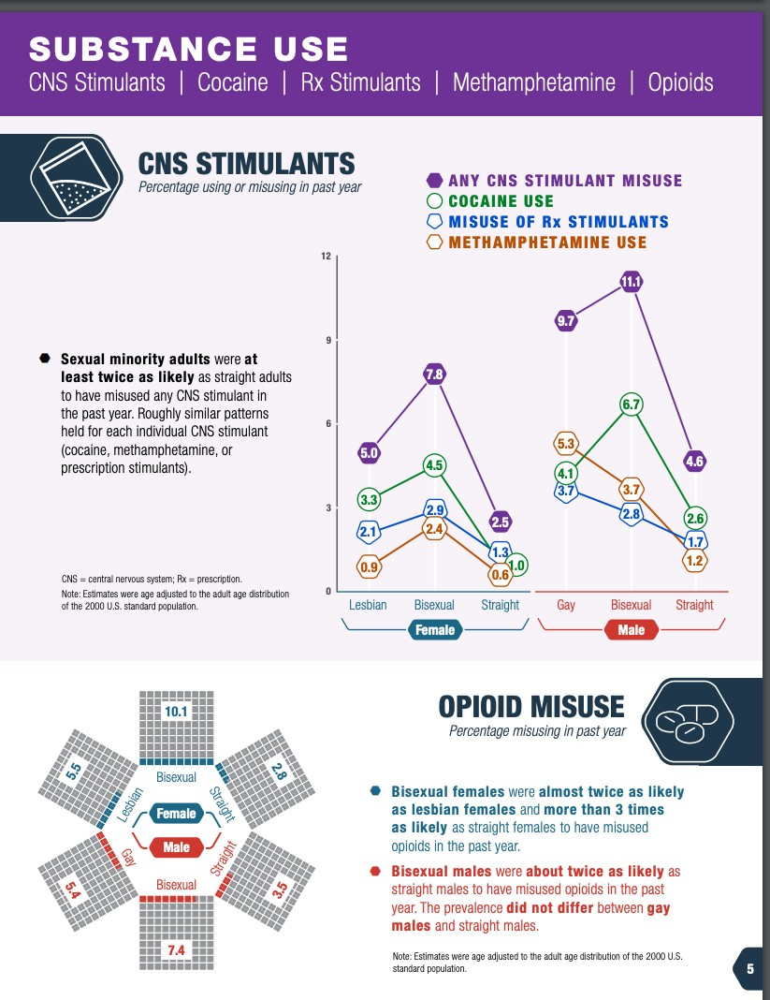 SUBSTANCE USE
CNS Stimulants | Cocaine | Rx Stimulants | Methamphetamine | Opioids
CNS STIMULANTS
Percentage using or misusing in past year
ANY CNS STIMULANT MISUSE
COCAINE USE
MISUSE OF Rx STIMULANTS
METHAMPHETAMINE USE
Sexual minority adults were at
least twice as likely as straight adults
to have misused any CNS stimulant in
the past year. Roughly similar patterns
held for each individual CNS stimulant
(cocaine, methamphetamine, or
prescription stimulants).
CNS = central nervous system; Rx = prescription.
Note: Estimates were age adjusted to the adult age distribution
of the 2000 U.S. standard population.
12
9
6
3
0
5.0
7.8
2.5
3.3
4.5
1.0
2.1
2.9
1.3
0.9
2.4
0.6
9.7
11.1
4.6
4.1
6.7
2.6
3.7
2.8
1.7
5.3
3.7
1.2
Lesbian
Bisexual
Straight
Gay
Bisexual
Straight
Female
Male
OPIOID MISUSE
Percentage misusing in past year
10.1
5.5
2.8
Bisexual
Lesbian
Straight
Female
Male
Gay
Straight
Bisexual
5.4
3.5
7.4
Bisexual females were almost twice as likely
as lesbian females and more than 3 times
as likely as straight females to have misused
opioids in the past year.
Bisexual males were about twice as likely as
straight males to have misused opioids in the past
year. The prevalence did not differ between gay
males and straight males.
Note: Estimates were age adjusted to the adult age distribution of the 2000 U.S.
standard population.
5